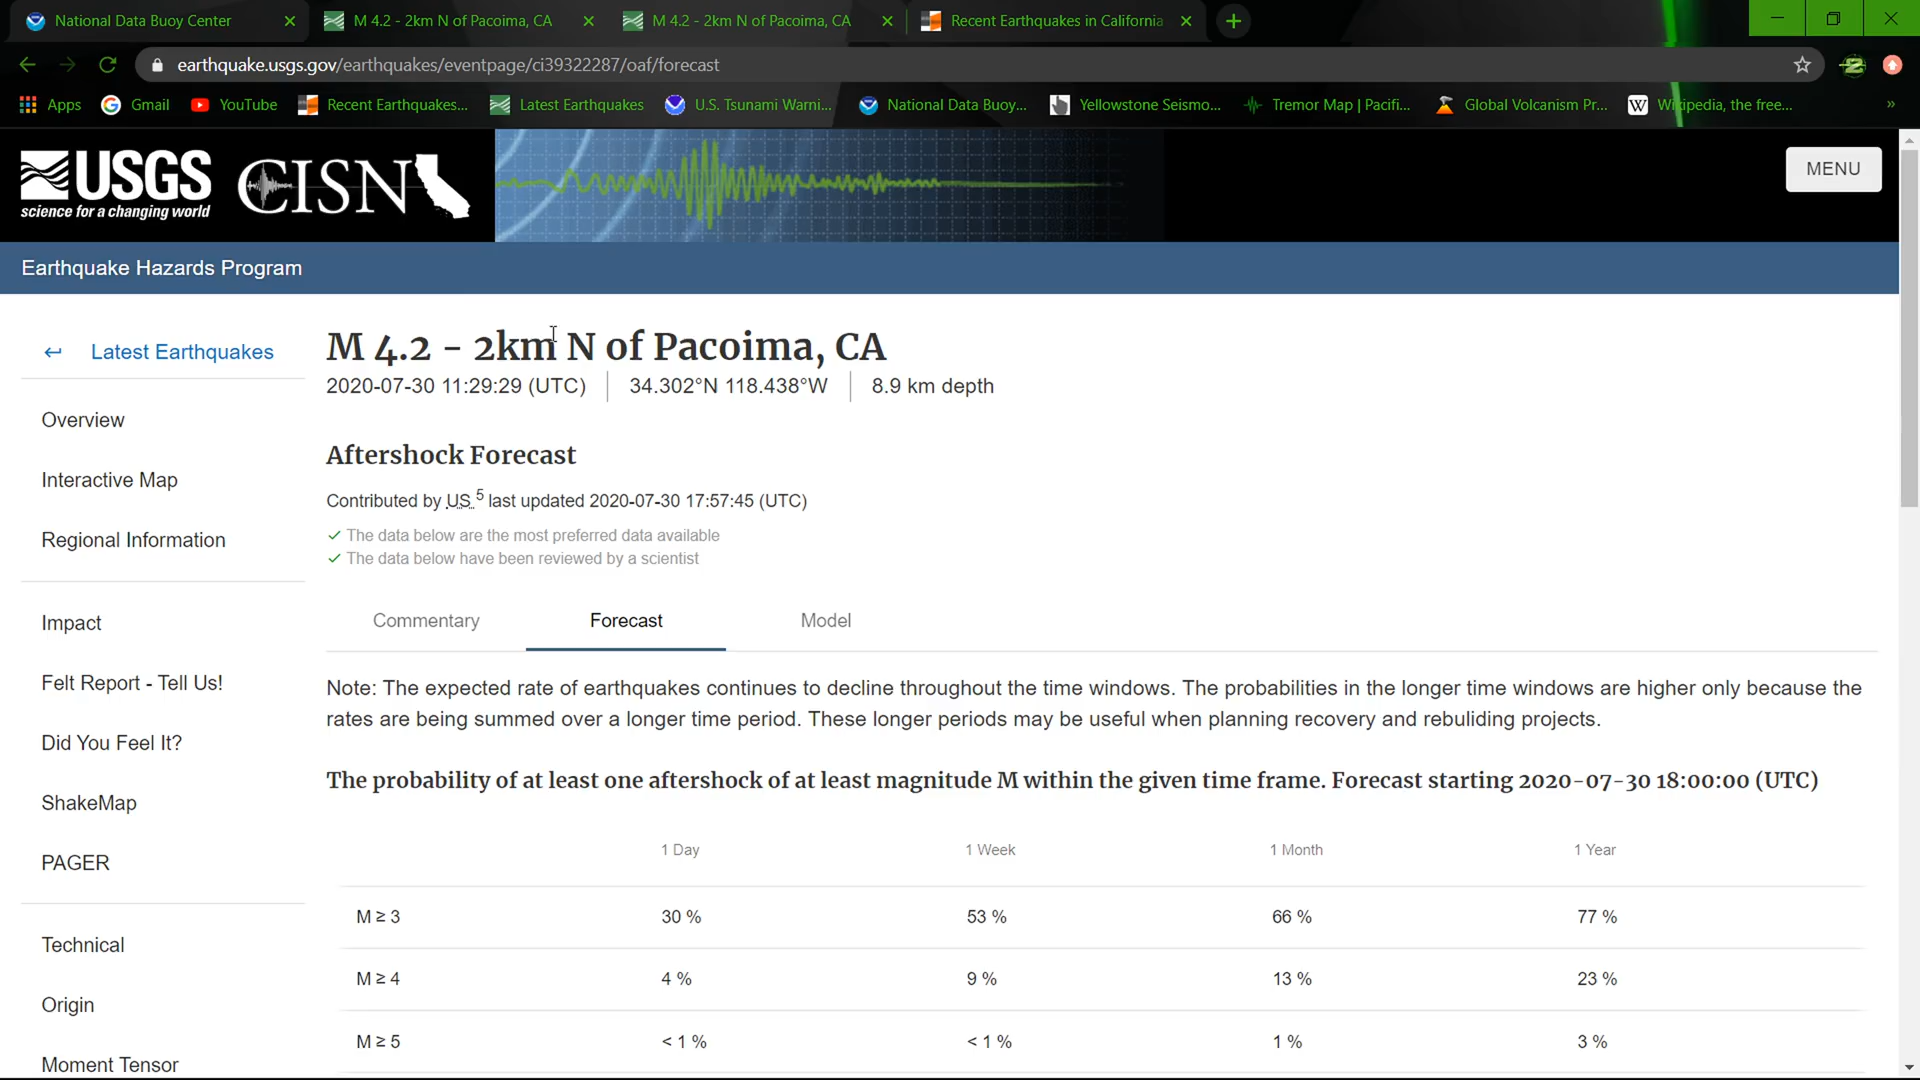 National Data Buoy Center
M 4.2 - 2km N of Pacoima, CA
M 4.2 - 2km N of Pacoima, CA
Recent Earthquakes in California
earthquake.usgs.gov/earthquakes/eventpage/ci39322287/oaf/forecast
Apps
Gmail
YouTube
Recent Earthquakes...
Latest Earthquakes
U.S. Tsunami Warni...
National Data Buoy...
Yellowstone Seismo...
Tremor Map | Pacifi...
Global Volcanism Pr...
Wikipedia, the free...
USGS
science for a changing world
CISN
MENU
Earthquake Hazards Program
Latest Earthquakes
Overview
Interactive Map
Regional Information
Impact
Felt Report - Tell Us!
Did You Feel It?
ShakeMap
PAGER
Technical
Origin
Moment Tensor
M 4.2 - 2km N of Pacoima, CA
2020-07-30 11:29:29 (UTC) 34.302°N 118.438°W 8.9 km depth
Aftershock Forecast
Contributed by US 5 last updated 2020-07-30 17:57:45 (UTC)
The data below are the most preferred data available
The data below have been reviewed by a scientist
Commentary Forecast Model
Note: The expected rate of earthquakes continues to decline throughout the time windows. The probabilities in the longer time windows are higher only because the
rates are being summed over a longer time period. These longer periods may be useful when planning recovery and rebuliding projects.
The probability of at least one aftershock of at least magnitude M within the given time frame. Forecast starting 2020-07-30 18:00:00 (UTC)
1 Day 1 Week 1 Month 1 Year
M ≥ 3 30 % 53 % 66 % 77 %
M ≥ 4 4 % 9 % 13 % 23 %
M ≥ 5 < 1 % < 1 % 1 % 3 %